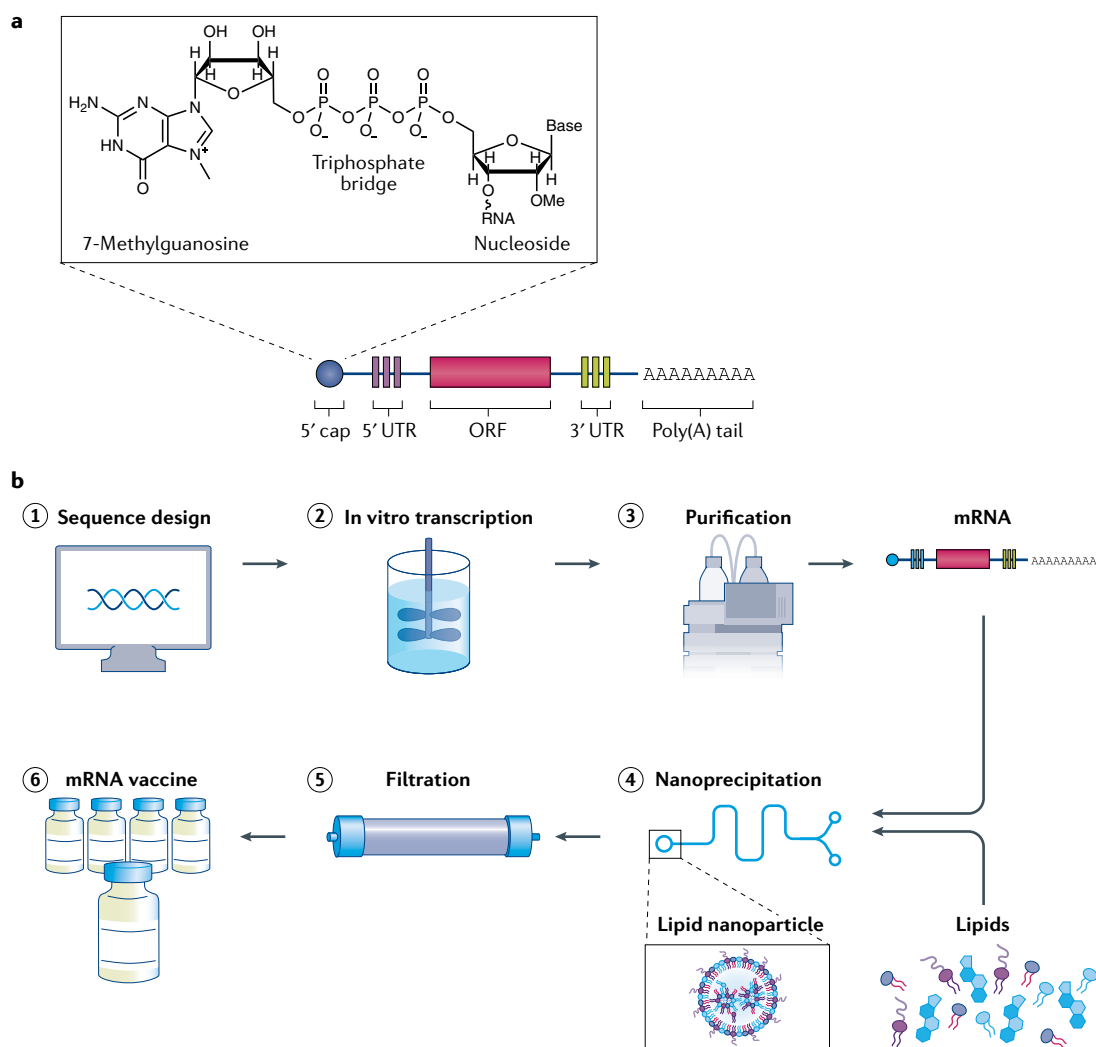 a
OH OH
H H
H H
H₂N N N O
HN N+
O
O O O
O P O P O P O
O− O− O−
Triphosphate
bridge
O Base
H H
H H
O OMe
RNA
7-Methylguanosine
Nucleoside
AAAAAAAAA
5′ cap 5′ UTR ORF 3′ UTR Poly(A) tail
b
1 Sequence design
2 In vitro transcription
3 Purification
mRNA
AAAAAAAAA
6 mRNA vaccine
5 Filtration
4 Nanoprecipitation
Lipid nanoparticle
Lipids